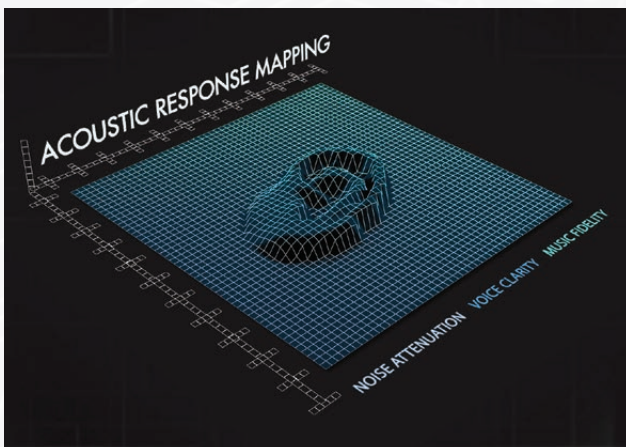 ACOUSTIC RESPONSE MAPPING
NOISE ATTENUATION VOICE CLARITY MUSIC FIDELITY